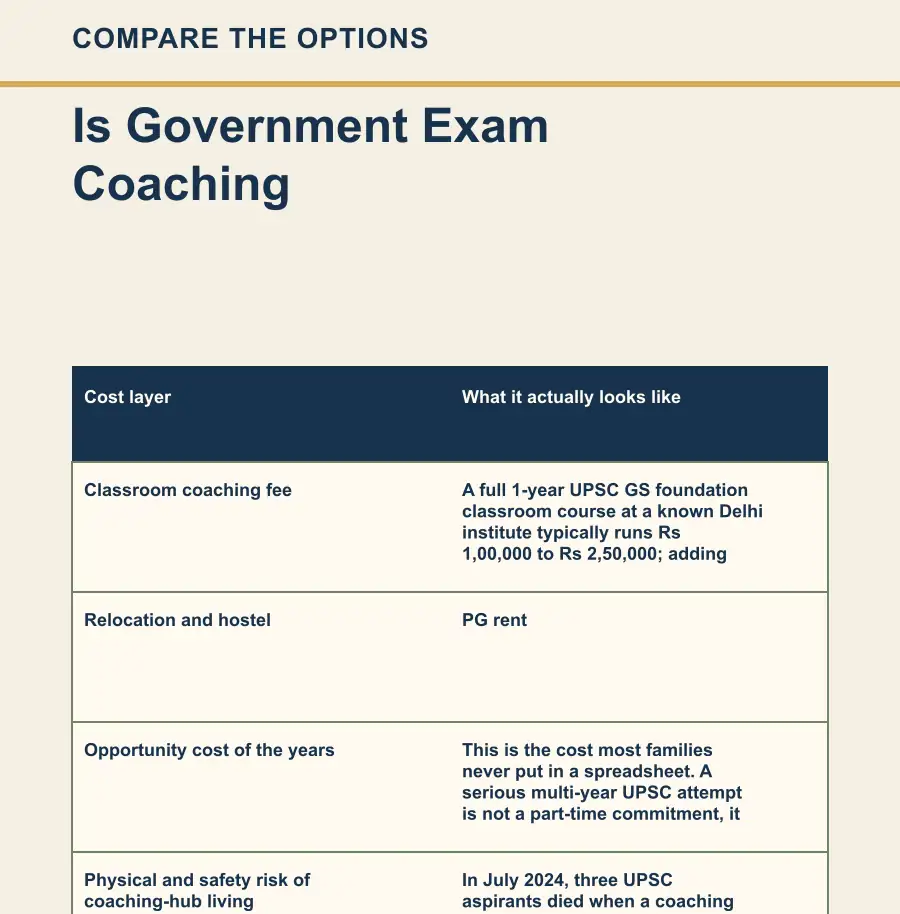 COMPARE THE OPTIONS
Is Government Exam
Coaching
Cost layer
What it actually looks like
Classroom coaching fee
A full 1-year UPSC GS foundation
classroom course at a known Delhi
institute typically runs Rs
1,00,000 to Rs 2,50,000; adding
Relocation and hostel
PG rent
Opportunity cost of the years
This is the cost most families
never put in a spreadsheet. A
serious multi-year UPSC attempt
is not a part-time commitment, it
Physical and safety risk of
coaching-hub living
In July 2024, three UPSC
aspirants died when a coaching